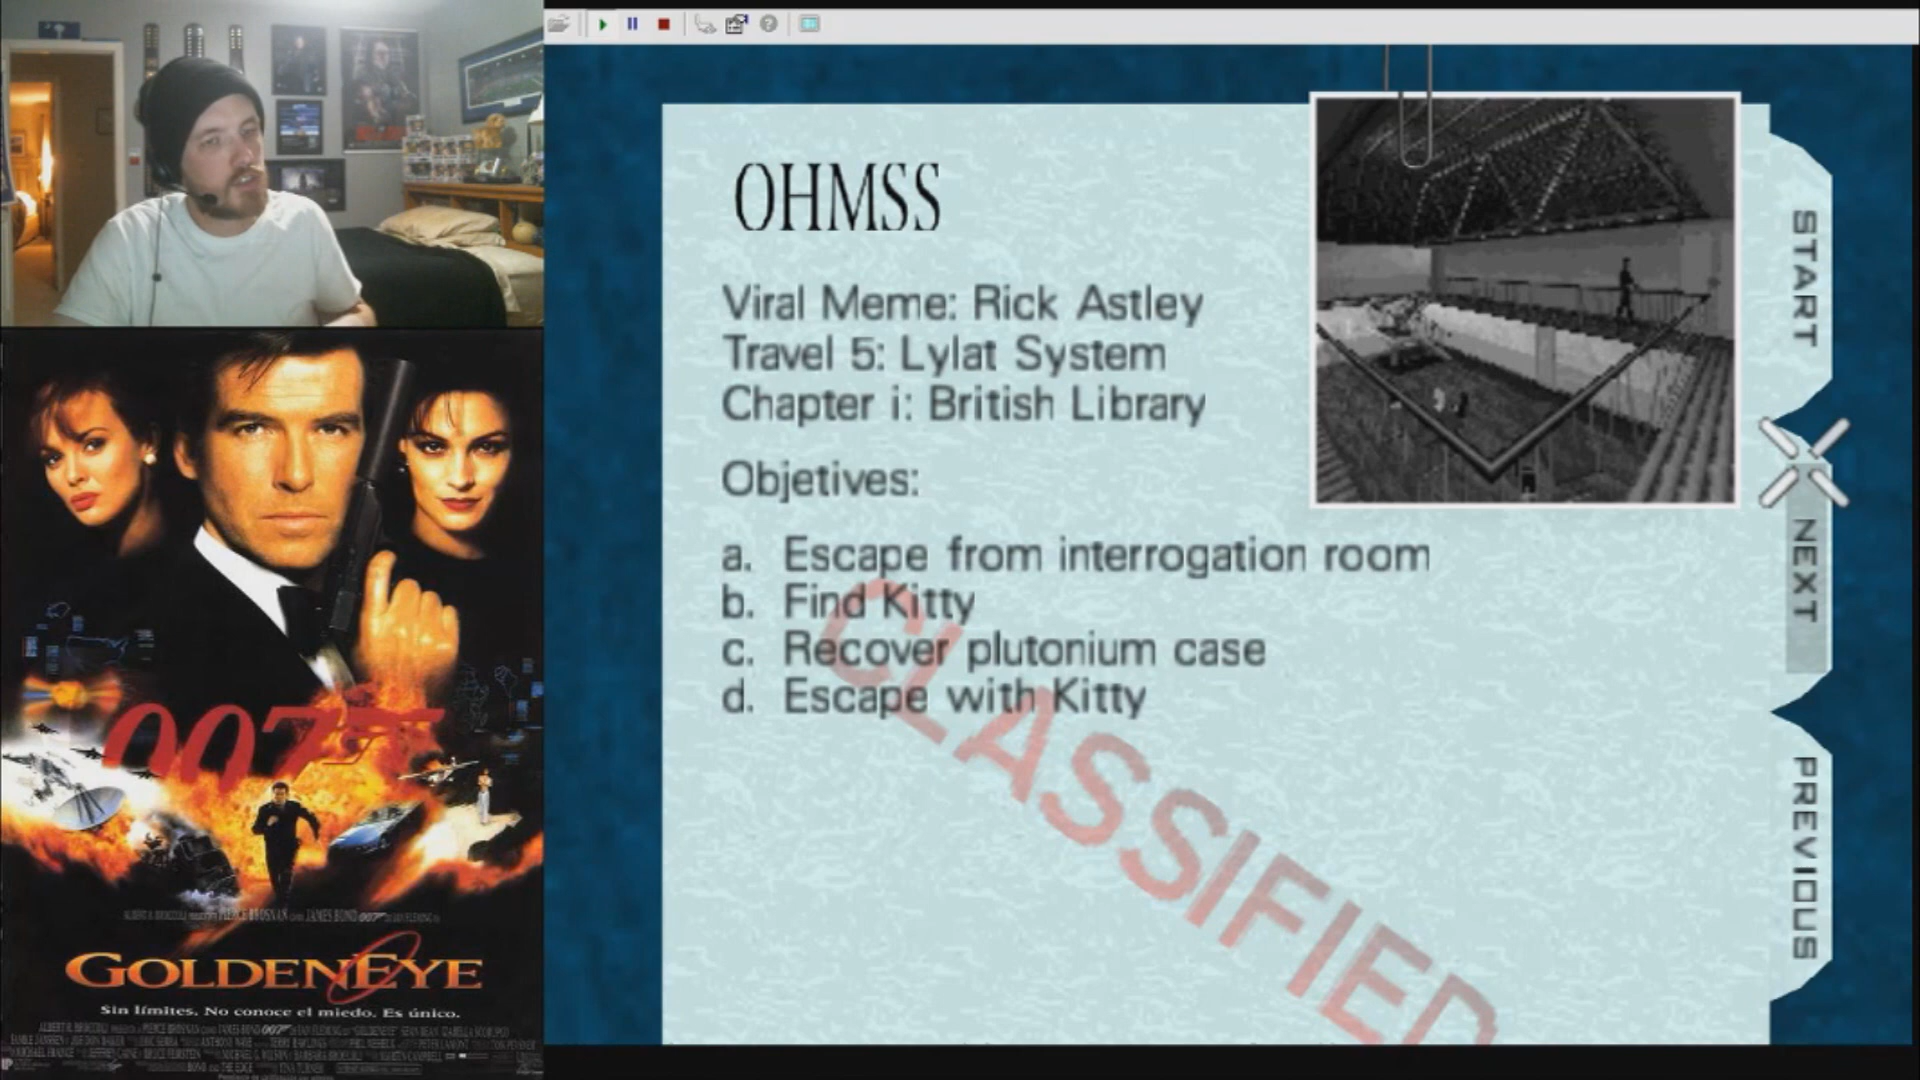 OHMSS
Viral Meme: Rick Astley
Travel 5: Lylat System
Chapter i: British Library
Objetives:
a. Escape from interrogation room
b. Find Kitty
c. Recover plutonium case
d. Escape with Kitty
CLASSIFIED
START
NEXT
PREVIOUS
007
GOLDENEYE
Sin límites. No conoce el miedo. Es único.